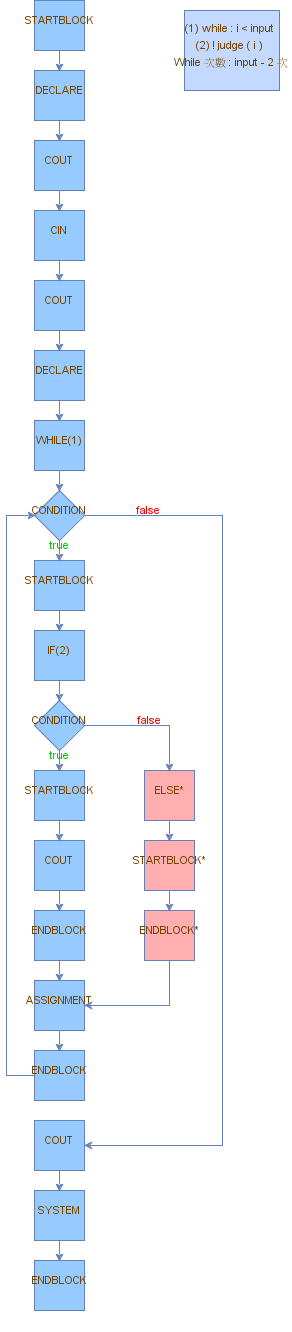 STARTBLOCK
(1) while : i < input
(2) ! judge ( i )
While 次數 : input - 2 次
DECLARE
COUT
CIN
COUT
DECLARE
WHILE(1)
CONDITION
false
true
STARTBLOCK
IF(2)
CONDITION
false
true
STARTBLOCK
ELSE*
COUT
STARTBLOCK*
ENDBLOCK
ENDBLOCK*
ASSIGNMENT
ENDBLOCK
COUT
SYSTEM
ENDBLOCK